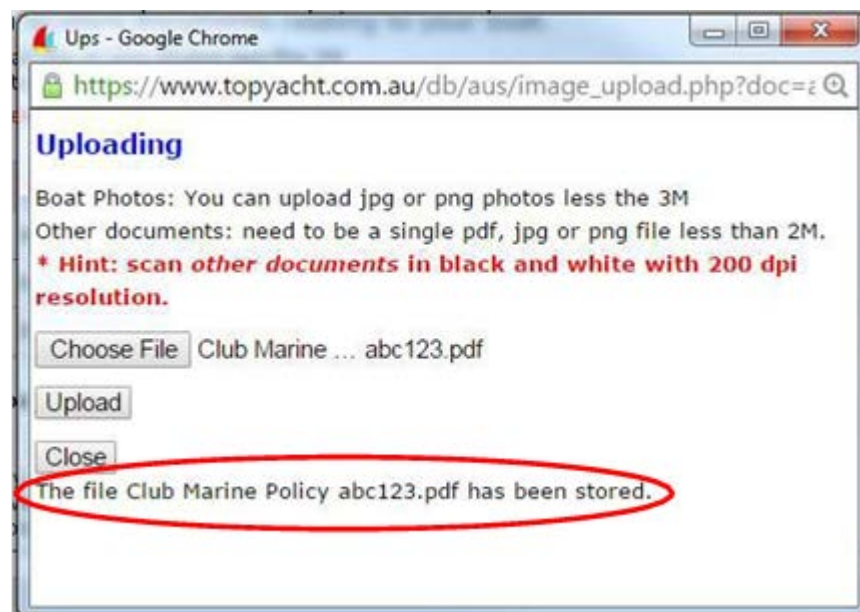 Ups - Google Chrome
https://www.topyacht.com.au/db/aus/image_upload.php?doc=
Uploading
Boat Photos: You can upload jpg or png photos less the 3M
Other documents: need to be a single pdf, jpg or png file less than 2M.
* Hint: scan other documents in black and white with 200 dpi
resolution.
Choose File Club Marine ... abc123.pdf
Upload
Close
The file Club Marine Policy abc123.pdf has been stored.